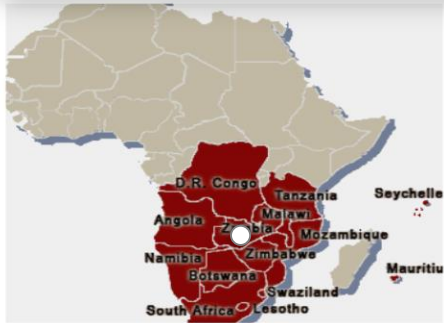 D.R. Congo
Tanzania
Seychelle
Malawi
Angola
Mozambique
Zimbabwe
Namibia
Mauritiu
Botswana
Swaziland
South Africa
Lesotho